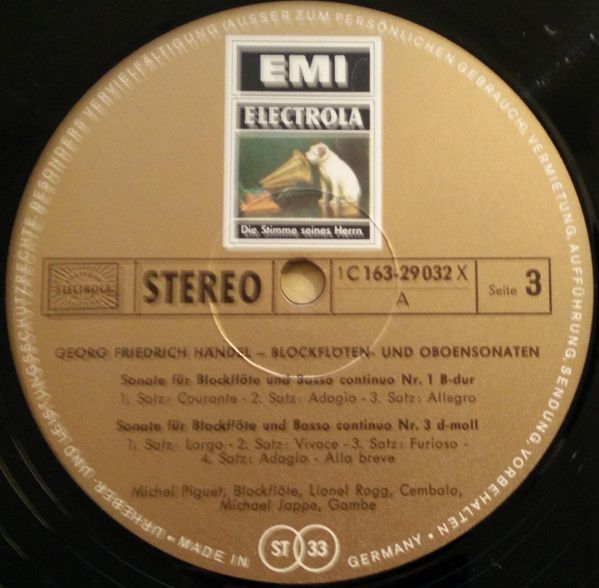 EMI
ELECTROLA
Die Stimme seines Herrn
ELECTROLA
STEREO
1C 163-29 032 X
A
Seite 3
GEORG FRIEDRICH HÄNDEL – BLOCKFLÖTEN- UND OBOENSONATEN
Sonate für Blockflöte und Basso continuo Nr. 1 B-dur
1. Satz: Courante - 2. Satz: Adagio - 3. Satz: Allegro
Sonate für Blockflöte und Basso continuo Nr. 3 d-moll
1. Satz: Largo - 2. Satz: Vivace - 3. Satz: Furioso -
4. Satz: Adagio - Alla breve
Michel Piguet, Blockflöte, Lionel Rogg, Cembalo,
Michael Jappe, Gambe
URHEBER- UND LEISTUNGSSCHUTZRECHTE, BESONDERS VERVIELFÄLTIGUNG (AUSSER ZUM PERSÖNLICHEN GEBRAUCH), VERMIETUNG, AUFFÜHRUNG, SENDUNG, VORBEHALTEN •
MADE IN ST 33 GERMANY